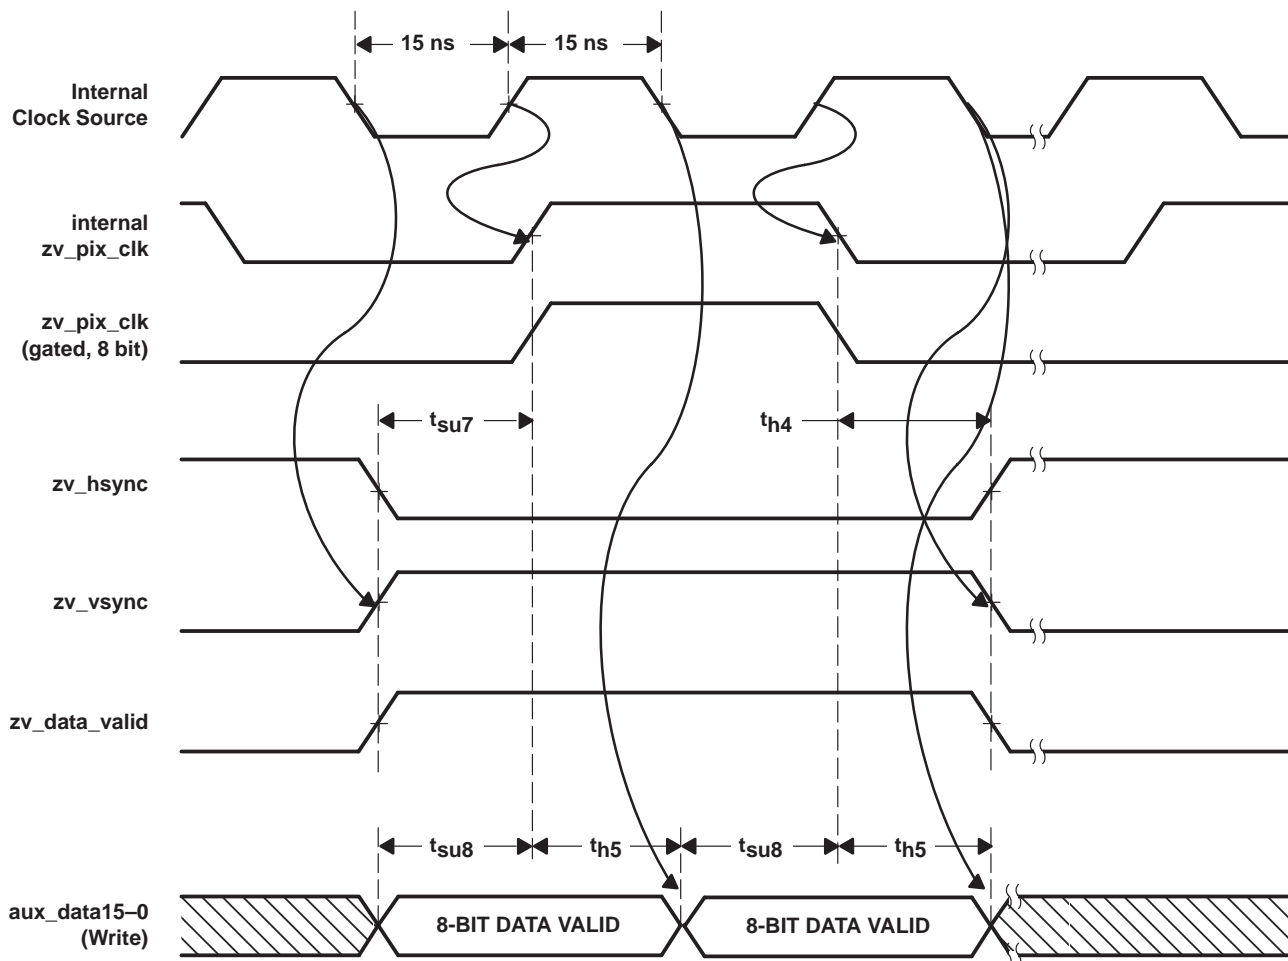 15 ns 15 ns
Internal
Clock Source
internal
zv_pix_clk
zv_pix_clk
(gated, 8 bit)
tsu7 th4
zv_hsync
zv_vsync
zv_data_valid
tsu8 th5 tsu8 th5
aux_data15–0
(Write)
8-BIT DATA VALID 8-BIT DATA VALID